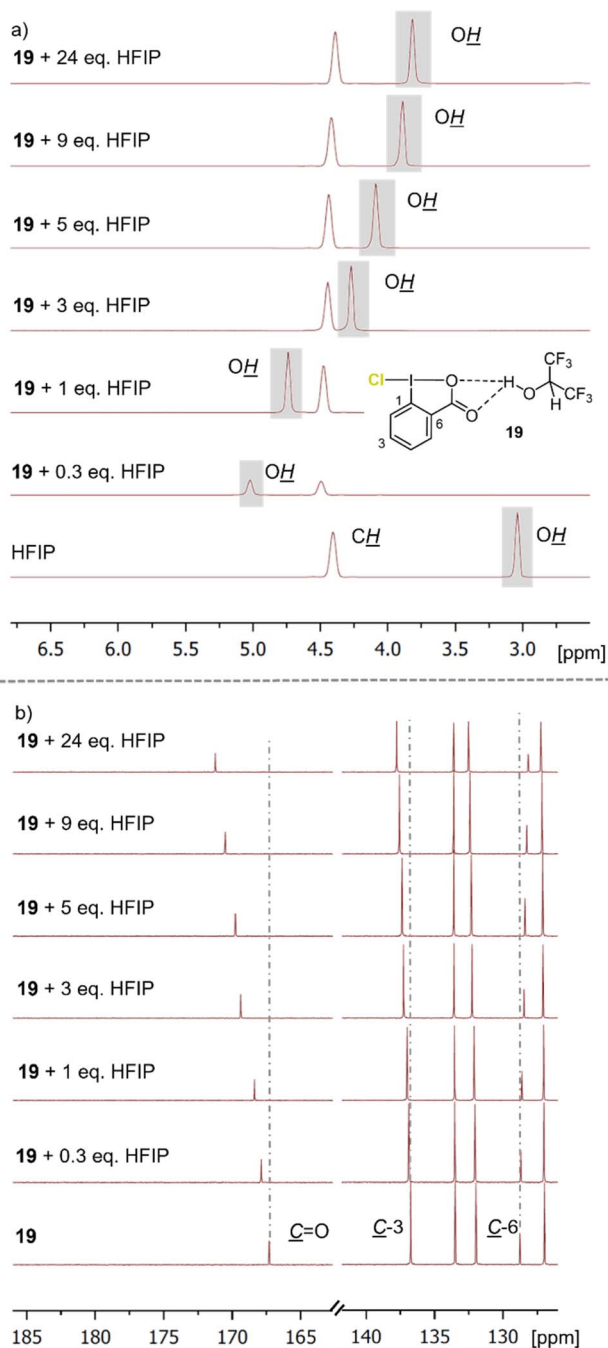 a)
19 + 24 eq. HFIP
OH
19 + 9 eq. HFIP
OH
19 + 5 eq. HFIP
OH
19 + 3 eq. HFIP
OH
19 + 1 eq. HFIP
OH
Cl
I
O
O
1
6
3
H
O
H
CF3
CF3
19
19 + 0.3 eq. HFIP
OH
HFIP
CH
OH
6.5 6.0 5.5 5.0 4.5 4.0 3.5 3.0 [ppm]
b)
19 + 24 eq. HFIP
19 + 9 eq. HFIP
19 + 5 eq. HFIP
19 + 3 eq. HFIP
19 + 1 eq. HFIP
19 + 0.3 eq. HFIP
19
C=O
C-3
C-6
185 180 175 170 165 140 135 130 [ppm]